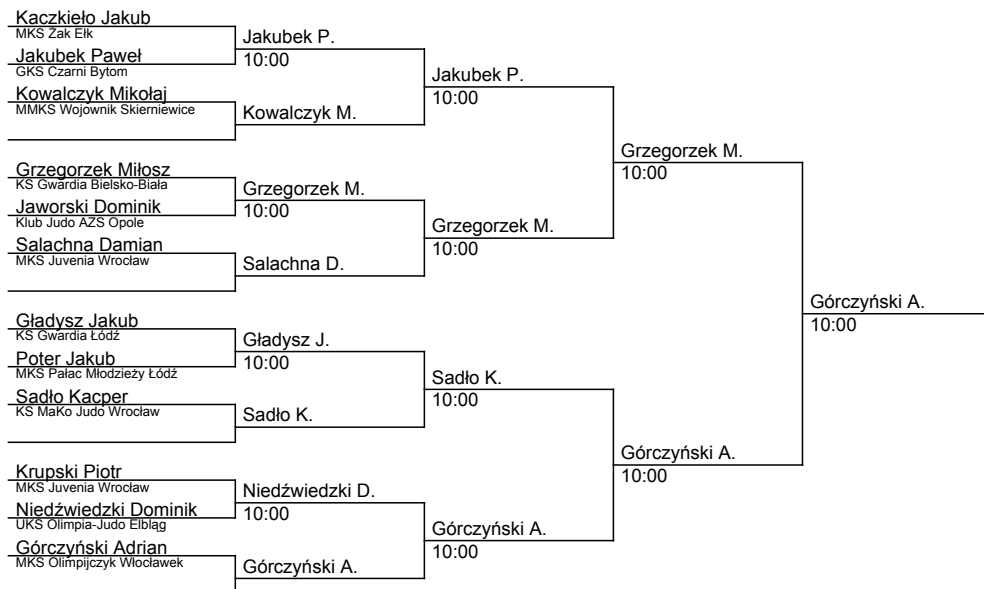 Kaczkieło Jakub
MKS Żak Ełk
Jakubek Paweł
GKS Czarni Bytom
Kowalczyk Mikołaj
MMKS Wojownik Skierniewice
Grzegorzek Miłosz
KS Gwardia Bielsko-Biała
Jaworski Dominik
Klub Judo AZS Opole
Salachna Damian
MKS Juvenia Wrocław
Gładysz Jakub
KS Gwardia Łódź
Poter Jakub
MKS Pałac Młodzieży Łódź
Sadło Kacper
KS MaKo Judo Wrocław
Krupski Piotr
MKS Juvenia Wrocław
Niedźwiedzki Dominik
UKS Olimpia-Judo Elbląg
Górczyński Adrian
MKS Olimpijczyk Włocławek
Jakubek P.
10:00
Kowalczyk M.
Grzegorzek M.
10:00
Salachna D.
Gładysz J.
10:00
Sadło K.
Niedźwiedzki D.
10:00
Górczyński A.
Jakubek P.
10:00
Grzegorzek M.
10:00
Sadło K.
10:00
Górczyński A.
10:00
Grzegorzek M.
10:00
Górczyński A.
10:00
Górczyński A.
10:00